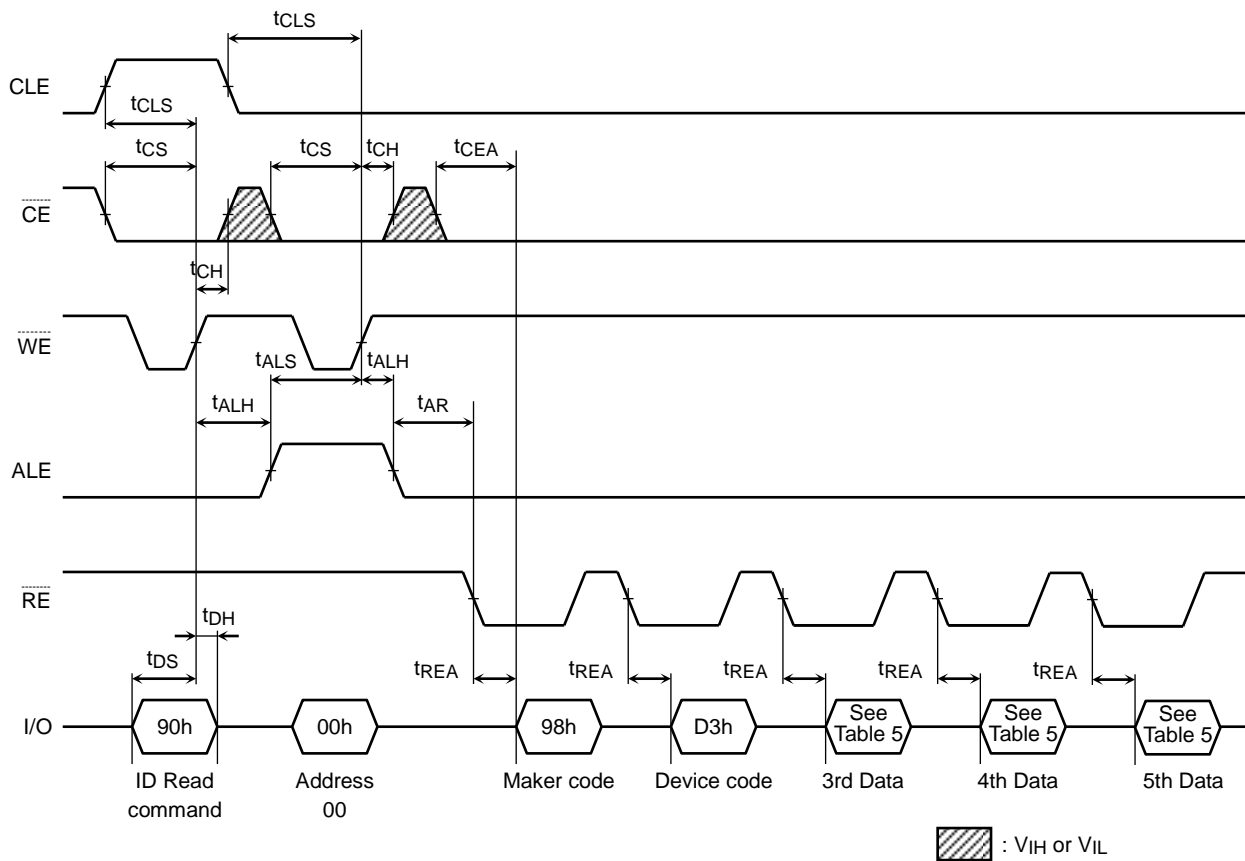 tCLS
CLE
tCLS
tCS tCS tCH tCEA
CE
tCH
WE
tALS tALH
tALH tAR
ALE
RE
tDH
tDS tREA tREA tREA tREA tREA
I/O 90h 00h 98h D3h See Table 5 See Table 5 See Table 5
ID Read command Address 00 Maker code Device code 3rd Data 4th Data 5th Data
: VIH or VIL